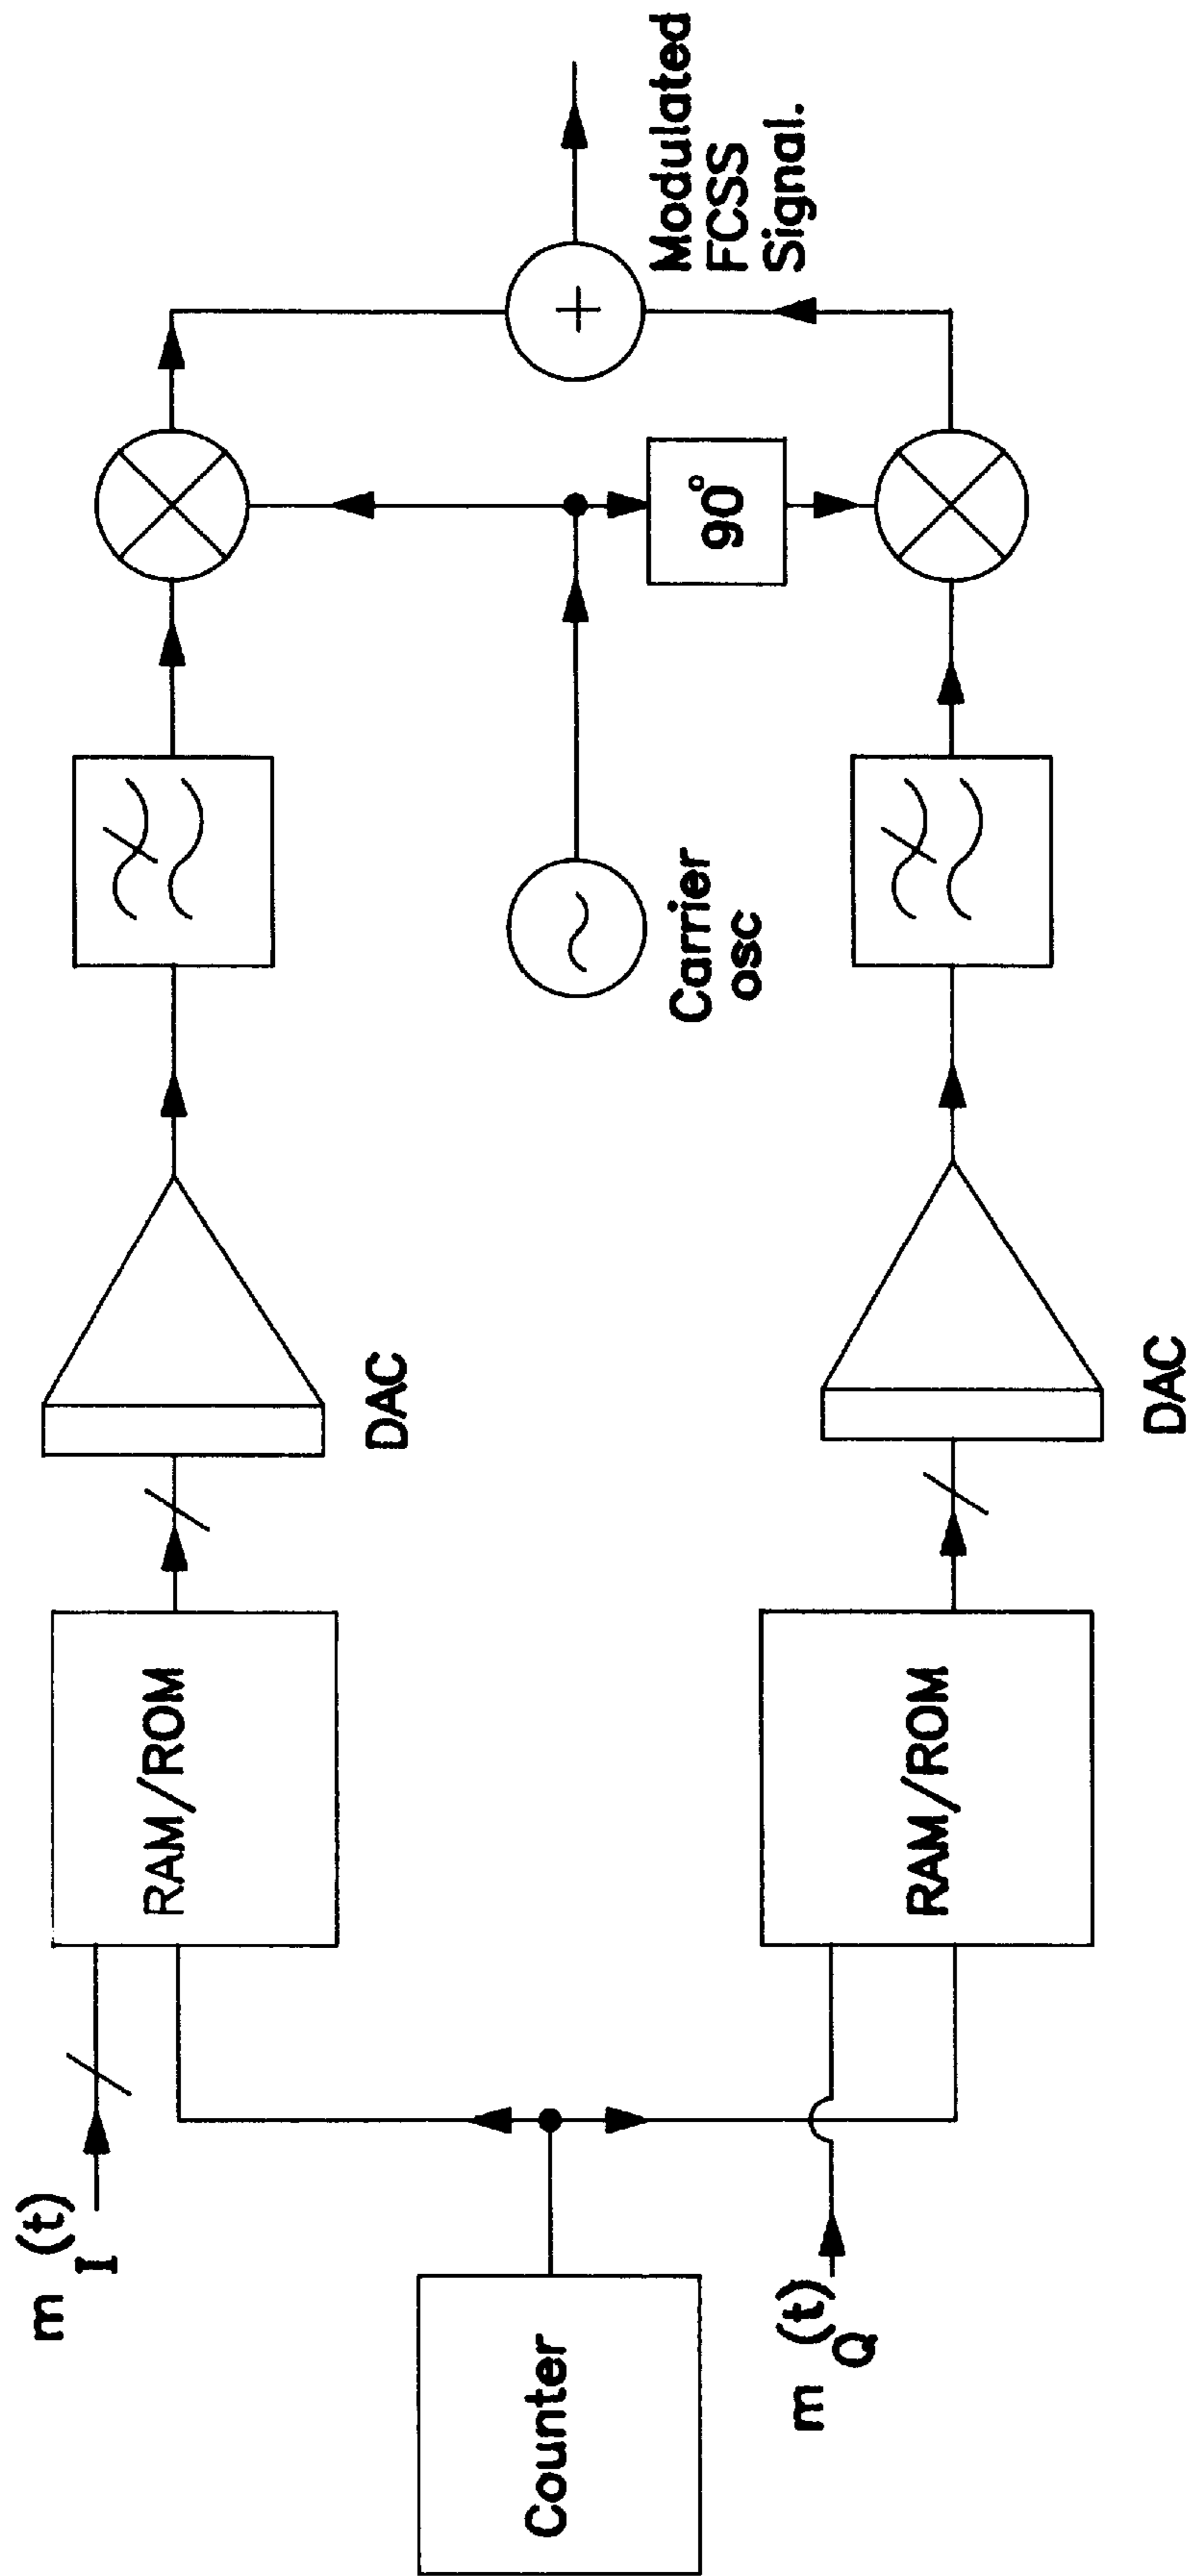 m_I(t)
RAM/ROM
DAC
Counter
Carrier
osc
90°
+
Modulated
FCSS
Signal.
m_Q(t)
RAM/ROM
DAC